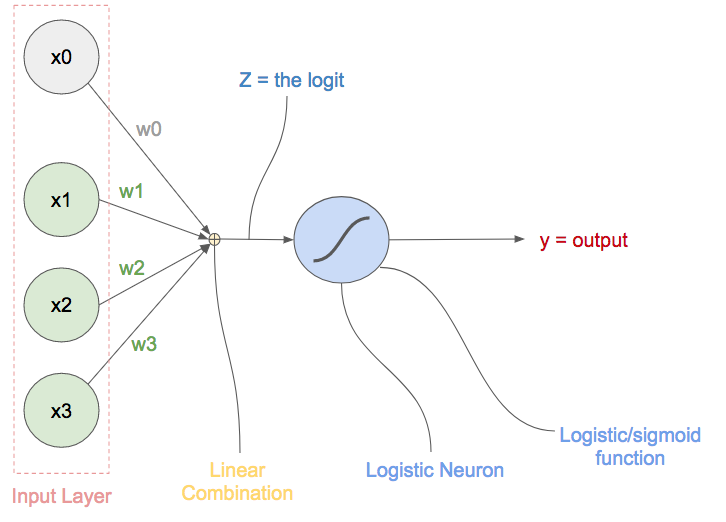 x0
Z = the logit
w0
x1
w1
y = output
w2
x2
w3
x3
Logistic/sigmoid
function
Linear
Combination
Logistic Neuron
Input Layer